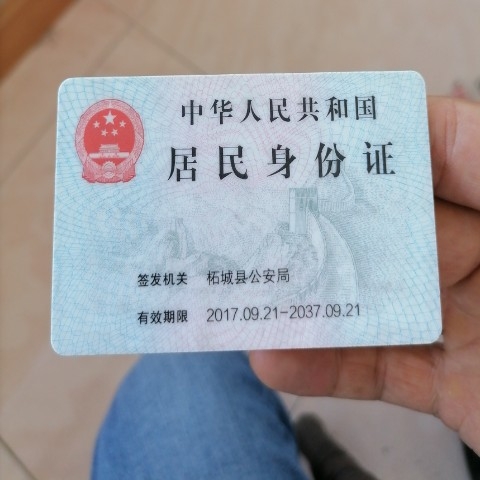 中华人民共和国
居民身份证
签发机关 柘城县公安局
有效期限 2017.09.21-2037.09.21